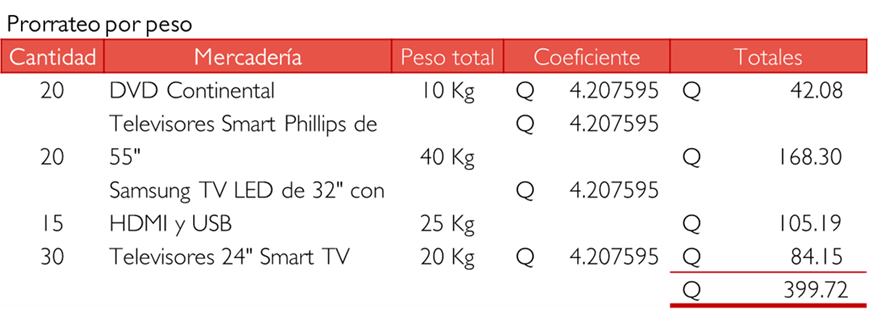 Prorrateo por peso
Cantidad Mercadería Peso total Coeficiente Totales
20 DVD Continental 10 Kg Q 4.207595 Q 42.08
Televisores Smart Phillips de Q 4.207595
20 55" 40 Kg Q 168.30
Samsung TV LED de 32" con Q 4.207595
15 HDMI y USB 25 Kg Q 105.19
30 Televisores 24" Smart TV 20 Kg Q 4.207595 Q 84.15
Q 399.72